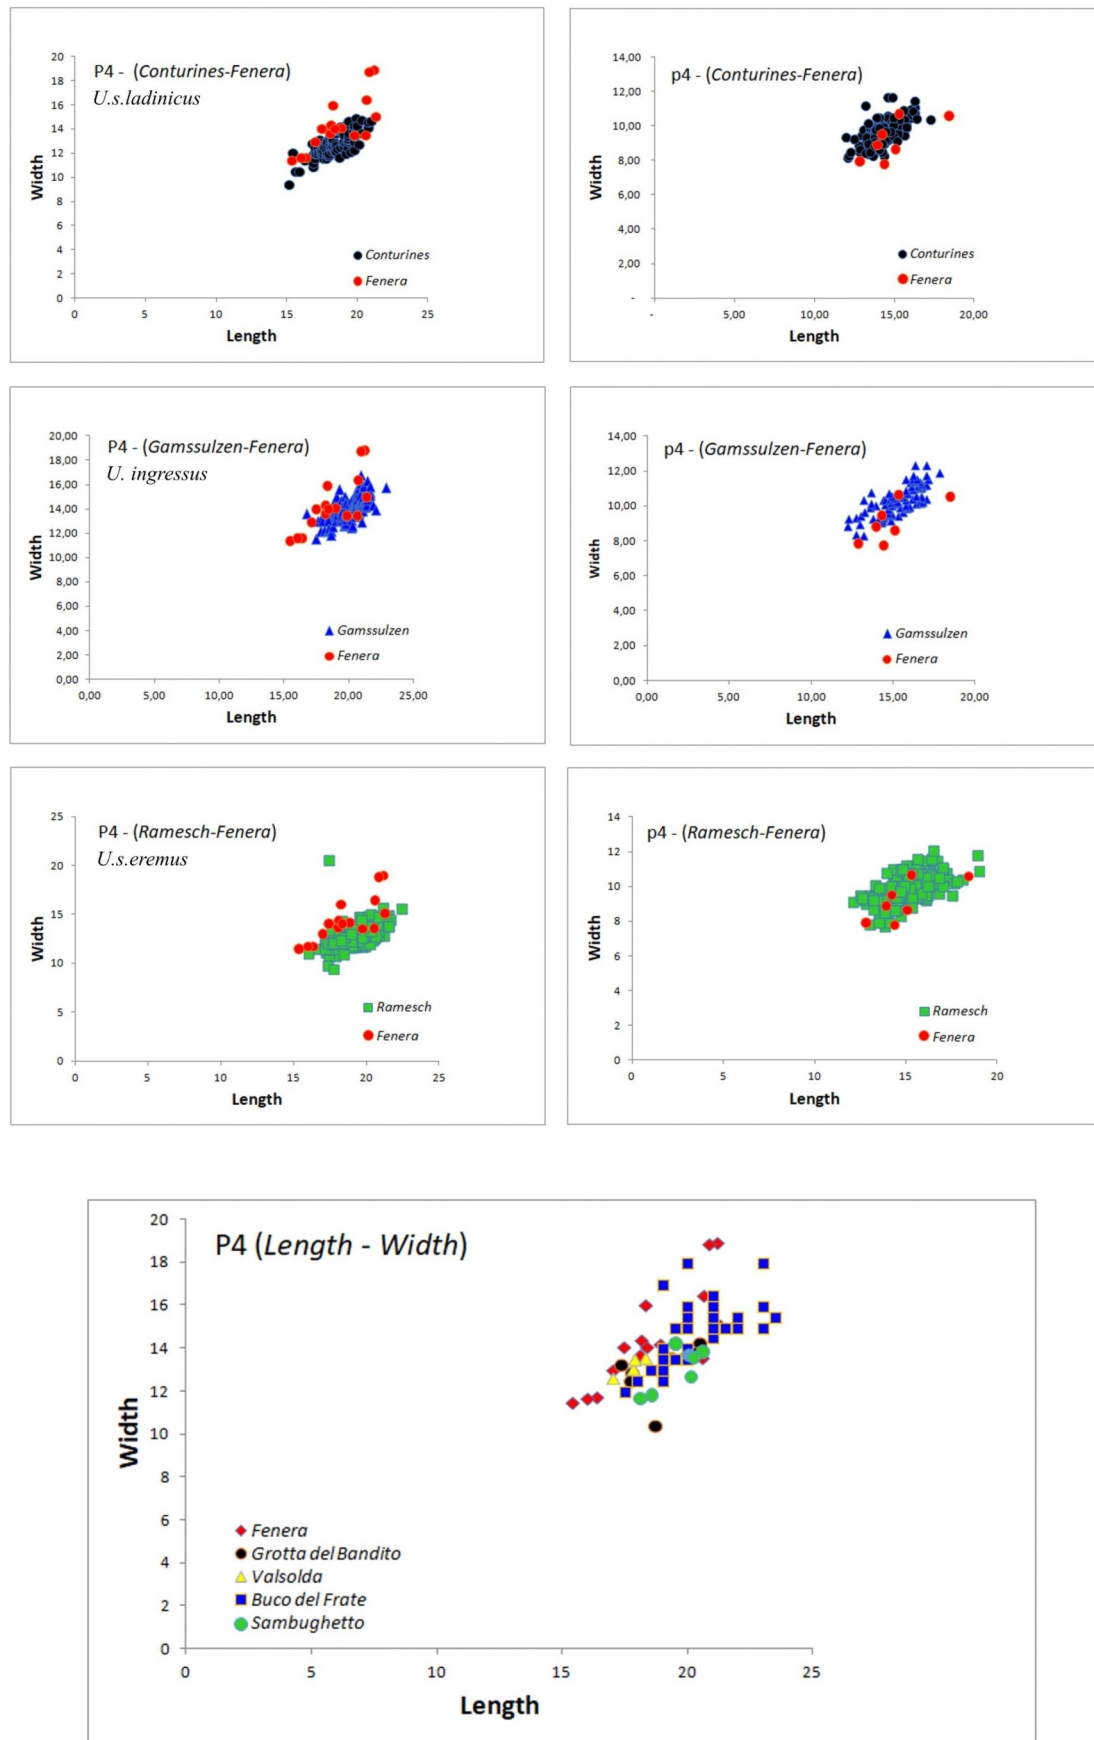 P4 - (Conturines-Fenera)
U.s.ladinicus
20
18
16
14
12
10
8
6
4
2
0
Width
0 5 10 15 20 25
Length
Conturines
Fenera
p4 - (Conturines-Fenera)
14,00
12,00
10,00
8,00
6,00
4,00
2,00
-
Width
- 5,00 10,00 15,00 20,00
Length
Conturines
Fenera
P4 - (Gamssulzen-Fenera)
U. ingressus
20,00
18,00
16,00
14,00
12,00
10,00
8,00
6,00
4,00
2,00
0,00
Width
0,00 5,00 10,00 15,00 20,00 25,00
Length
Gamssulzen
Fenera
p4 - (Gamssulzen-Fenera)
14,00
12,00
10,00
8,00
6,00
4,00
2,00
0,00
Width
0,00 5,00 10,00 15,00 20,00
Length
Gamssulzen
Fenera
P4 - (Ramesch-Fenera)
U.s.eremus
25
20
15
10
5
0
Width
0 5 10 15 20 25
Length
Ramesch
Fenera
p4 - (Ramesch-Fenera)
14
12
10
8
6
4
2
0
Width
0 5 10 15 20
Length
Ramesch
Fenera
P4 (Length - Width)
20
18
16
14
12
10
8
6
4
2
0
Width
0 5 10 15 20 25
Length
Fenera
Grotta del Bandito
Valsolda
Buco del Frate
Sambughetto